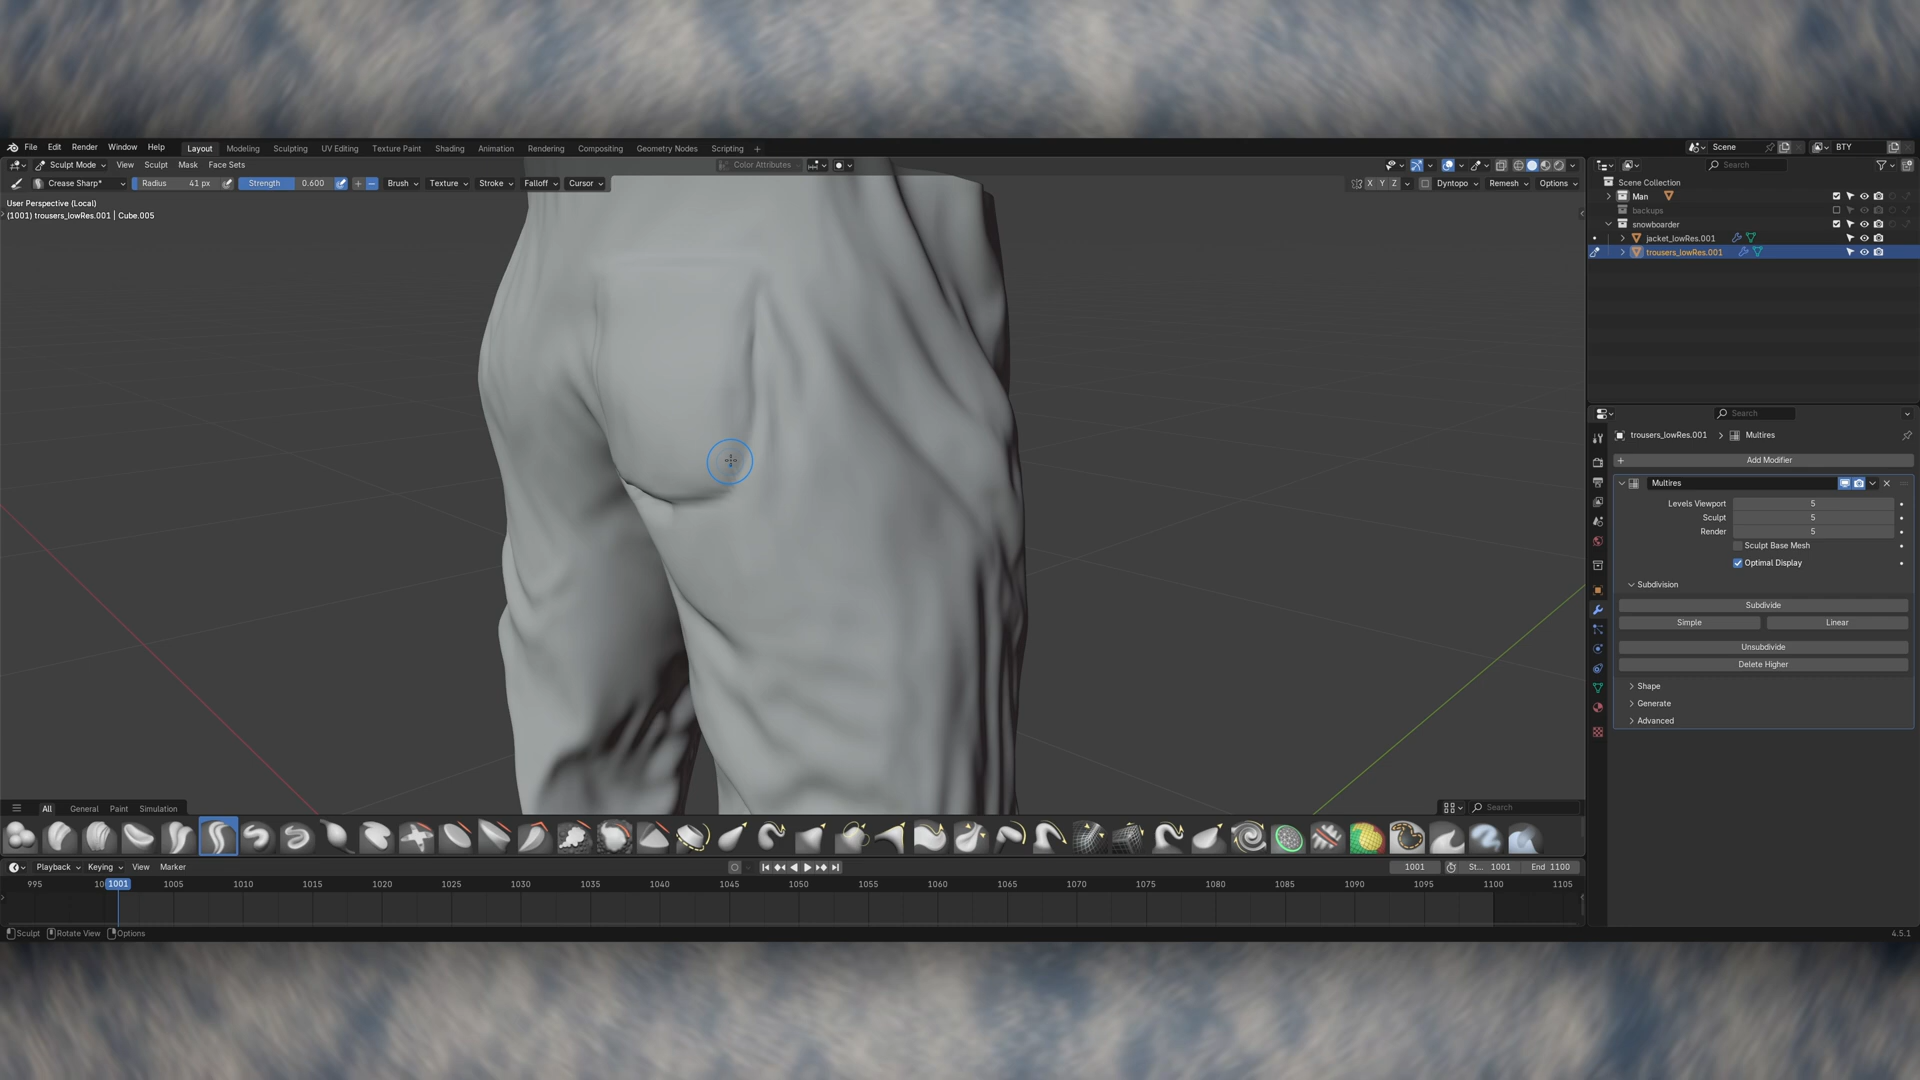 File Edit Render Window Help Layout Modeling Sculpting UV Editing Texture Paint Shading Animation Rendering Compositing Geometry Nodes Scripting + Scene BTY
Sculpt Mode View Sculpt Mask Face Sets Color Attributes Search
Crease Sharp* Radius 41 px Strength 0.600 Brush Texture Stroke Falloff Cursor X Y Z Dyntopo Remesh Options
User Perspective (Local)
(1001) trousers_lowRes.001 | Cube.005
Scene Collection
Man
backups
snowboarder
jacket_lowRes.001
trousers_lowRes.001
Search
trousers_lowRes.001 > Multires
+ Add Modifier
Multires
Levels Viewport 5
Sculpt 5
Render 5
Sculpt Base Mesh
Optimal Display
Subdivision
Subdivide
Simple Linear
Unsubdivide
Delete Higher
Shape
Generate
Advanced
All General Paint Simulation Search
Playback Keying View Marker 1001 St... 1001 End 1100
995 10 1001 1005 1010 1015 1020 1025 1030 1035 1040 1045 1050 1055 1060 1065 1070 1075 1080 1085 1090 1095 1100 1105
Sculpt Rotate View Options 4.5.1